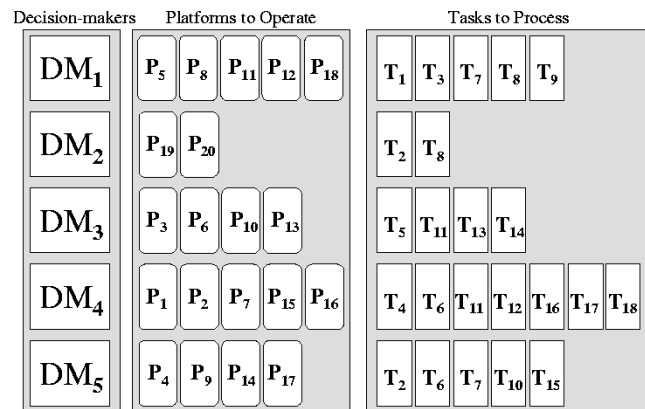 Decision-makers Platforms to Operate Tasks to Process
DM1 P5 P8 P11 P12 P18 T1 T3 T7 T8 T9
DM2 P19 P20 T2 T8
DM3 P3 P6 P10 P13 T5 T11 T13 T14
DM4 P1 P2 P7 P15 P16 T4 T6 T11 T12 T16 T17 T18
DM5 P4 P9 P14 P17 T2 T6 T7 T10 T15